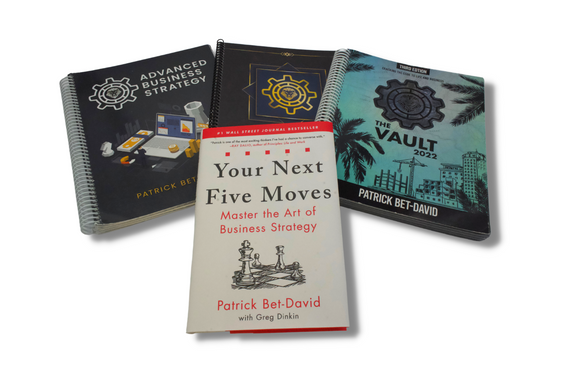 ADVANCED
BUSINESS
STRATEGY
PATRICK BET-
THIRD EDITION
THE
VAULT
2022
PATRICK BET-DAVID
#1 WALL STREET JOURNAL BESTSELLER
Your Next
Five Moves
Master the Art of
Business Strategy
Patrick Bet-David
with Greg Dinkin